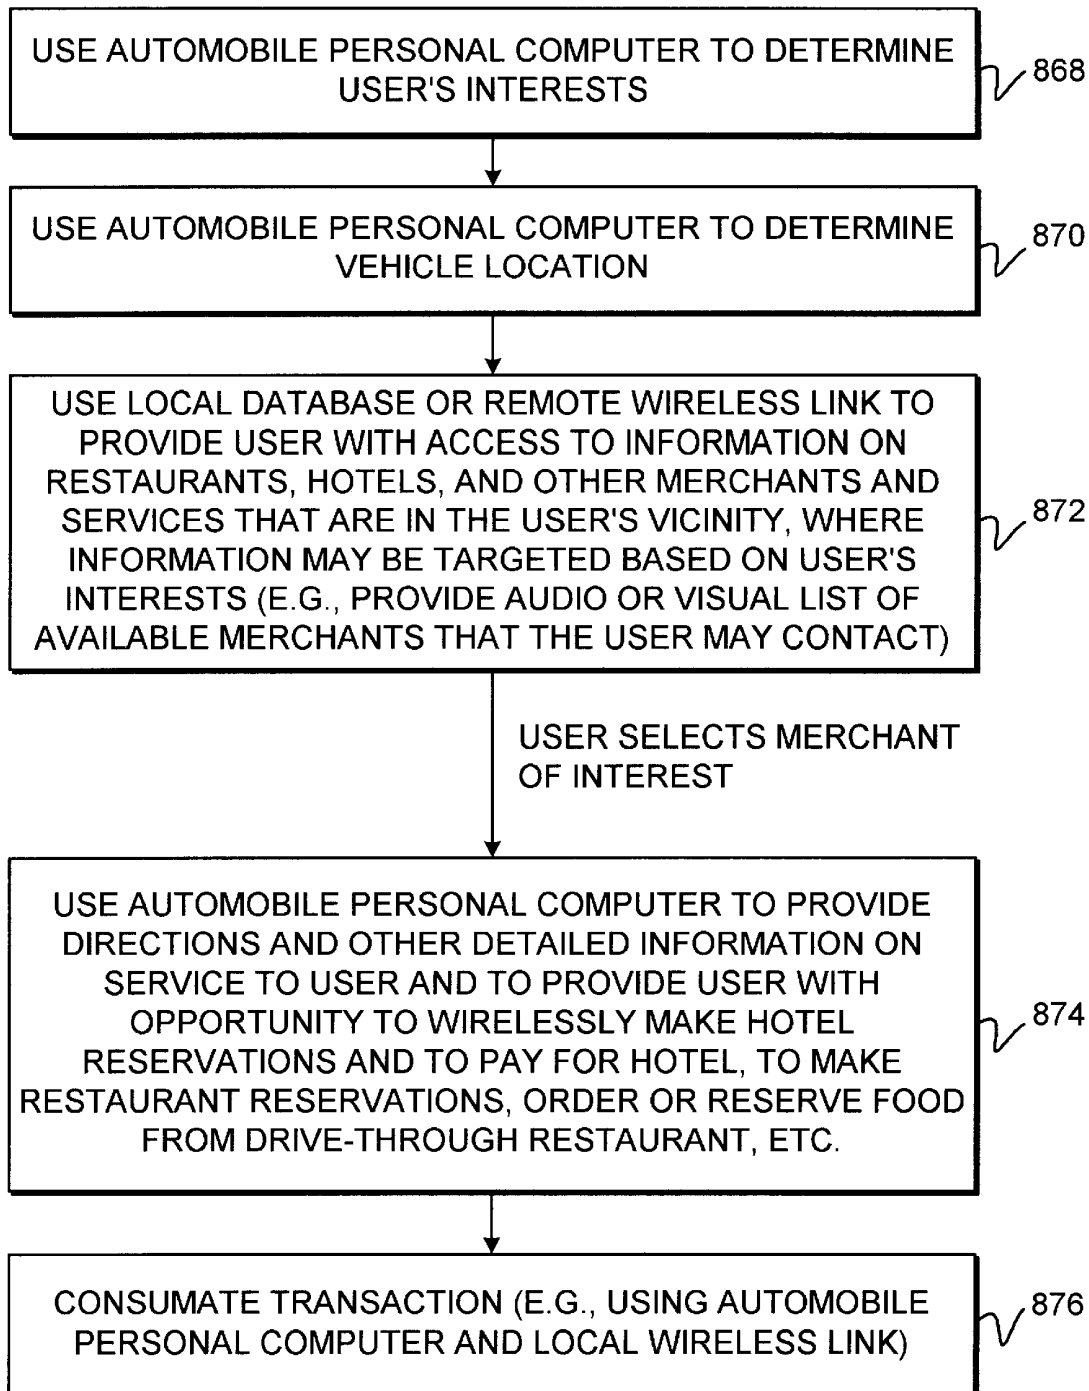 USE AUTOMOBILE PERSONAL COMPUTER TO DETERMINE
USER'S INTERESTS
868
USE AUTOMOBILE PERSONAL COMPUTER TO DETERMINE
VEHICLE LOCATION
870
USE LOCAL DATABASE OR REMOTE WIRELESS LINK TO
PROVIDE USER WITH ACCESS TO INFORMATION ON
RESTAURANTS, HOTELS, AND OTHER MERCHANTS AND
SERVICES THAT ARE IN THE USER'S VICINITY, WHERE
INFORMATION MAY BE TARGETED BASED ON USER'S
INTERESTS (E.G., PROVIDE AUDIO OR VISUAL LIST OF
AVAILABLE MERCHANTS THAT THE USER MAY CONTACT)
872
USER SELECTS MERCHANT
OF INTEREST
USE AUTOMOBILE PERSONAL COMPUTER TO PROVIDE
DIRECTIONS AND OTHER DETAILED INFORMATION ON
SERVICE TO USER AND TO PROVIDE USER WITH
OPPORTUNITY TO WIRELESSLY MAKE HOTEL
RESERVATIONS AND TO PAY FOR HOTEL, TO MAKE
RESTAURANT RESERVATIONS, ORDER OR RESERVE FOOD
FROM DRIVE-THROUGH RESTAURANT, ETC.
874
CONSUMATE TRANSACTION (E.G., USING AUTOMOBILE
PERSONAL COMPUTER AND LOCAL WIRELESS LINK)
876